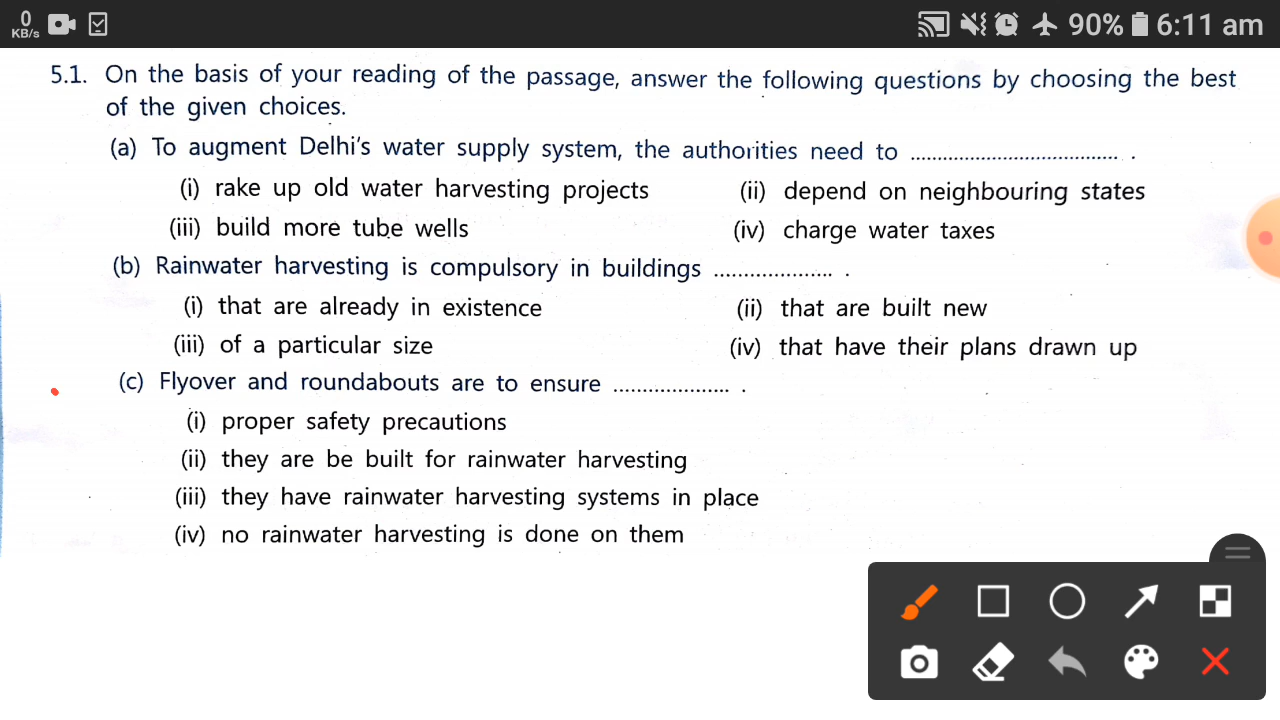 0
KB/s
90% 6:11 am
5.1. On the basis of your reading of the passage, answer the following questions by choosing the best
of the given choices.
(a) To augment Delhi's water supply system, the authorities need to ..................................... .
(i) rake up old water harvesting projects (ii) depend on neighbouring states
(iii) build more tube wells (iv) charge water taxes
(b) Rainwater harvesting is compulsory in buildings .................... .
(i) that are already in existence (ii) that are built new
(iii) of a particular size (iv) that have their plans drawn up
(c) Flyover and roundabouts are to ensure .................... .
(i) proper safety precautions
(ii) they are be built for rainwater harvesting
(iii) they have rainwater harvesting systems in place
(iv) no rainwater harvesting is done on them